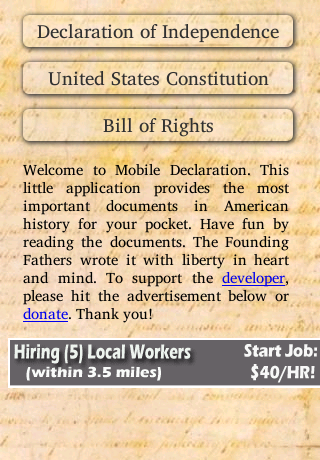 Declaration of Independence
United States Constitution
Bill of Rights
Welcome to Mobile Declaration. This
little application provides the most
important documents in American
history for your pocket. Have fun by
reading the documents. The Founding
Fathers wrote it with liberty in heart
and mind. To support the developer,
please hit the advertisement below or
donate. Thank you!
Hiring (5) Local Workers Start Job:
(within 3.5 miles) $40/HR!